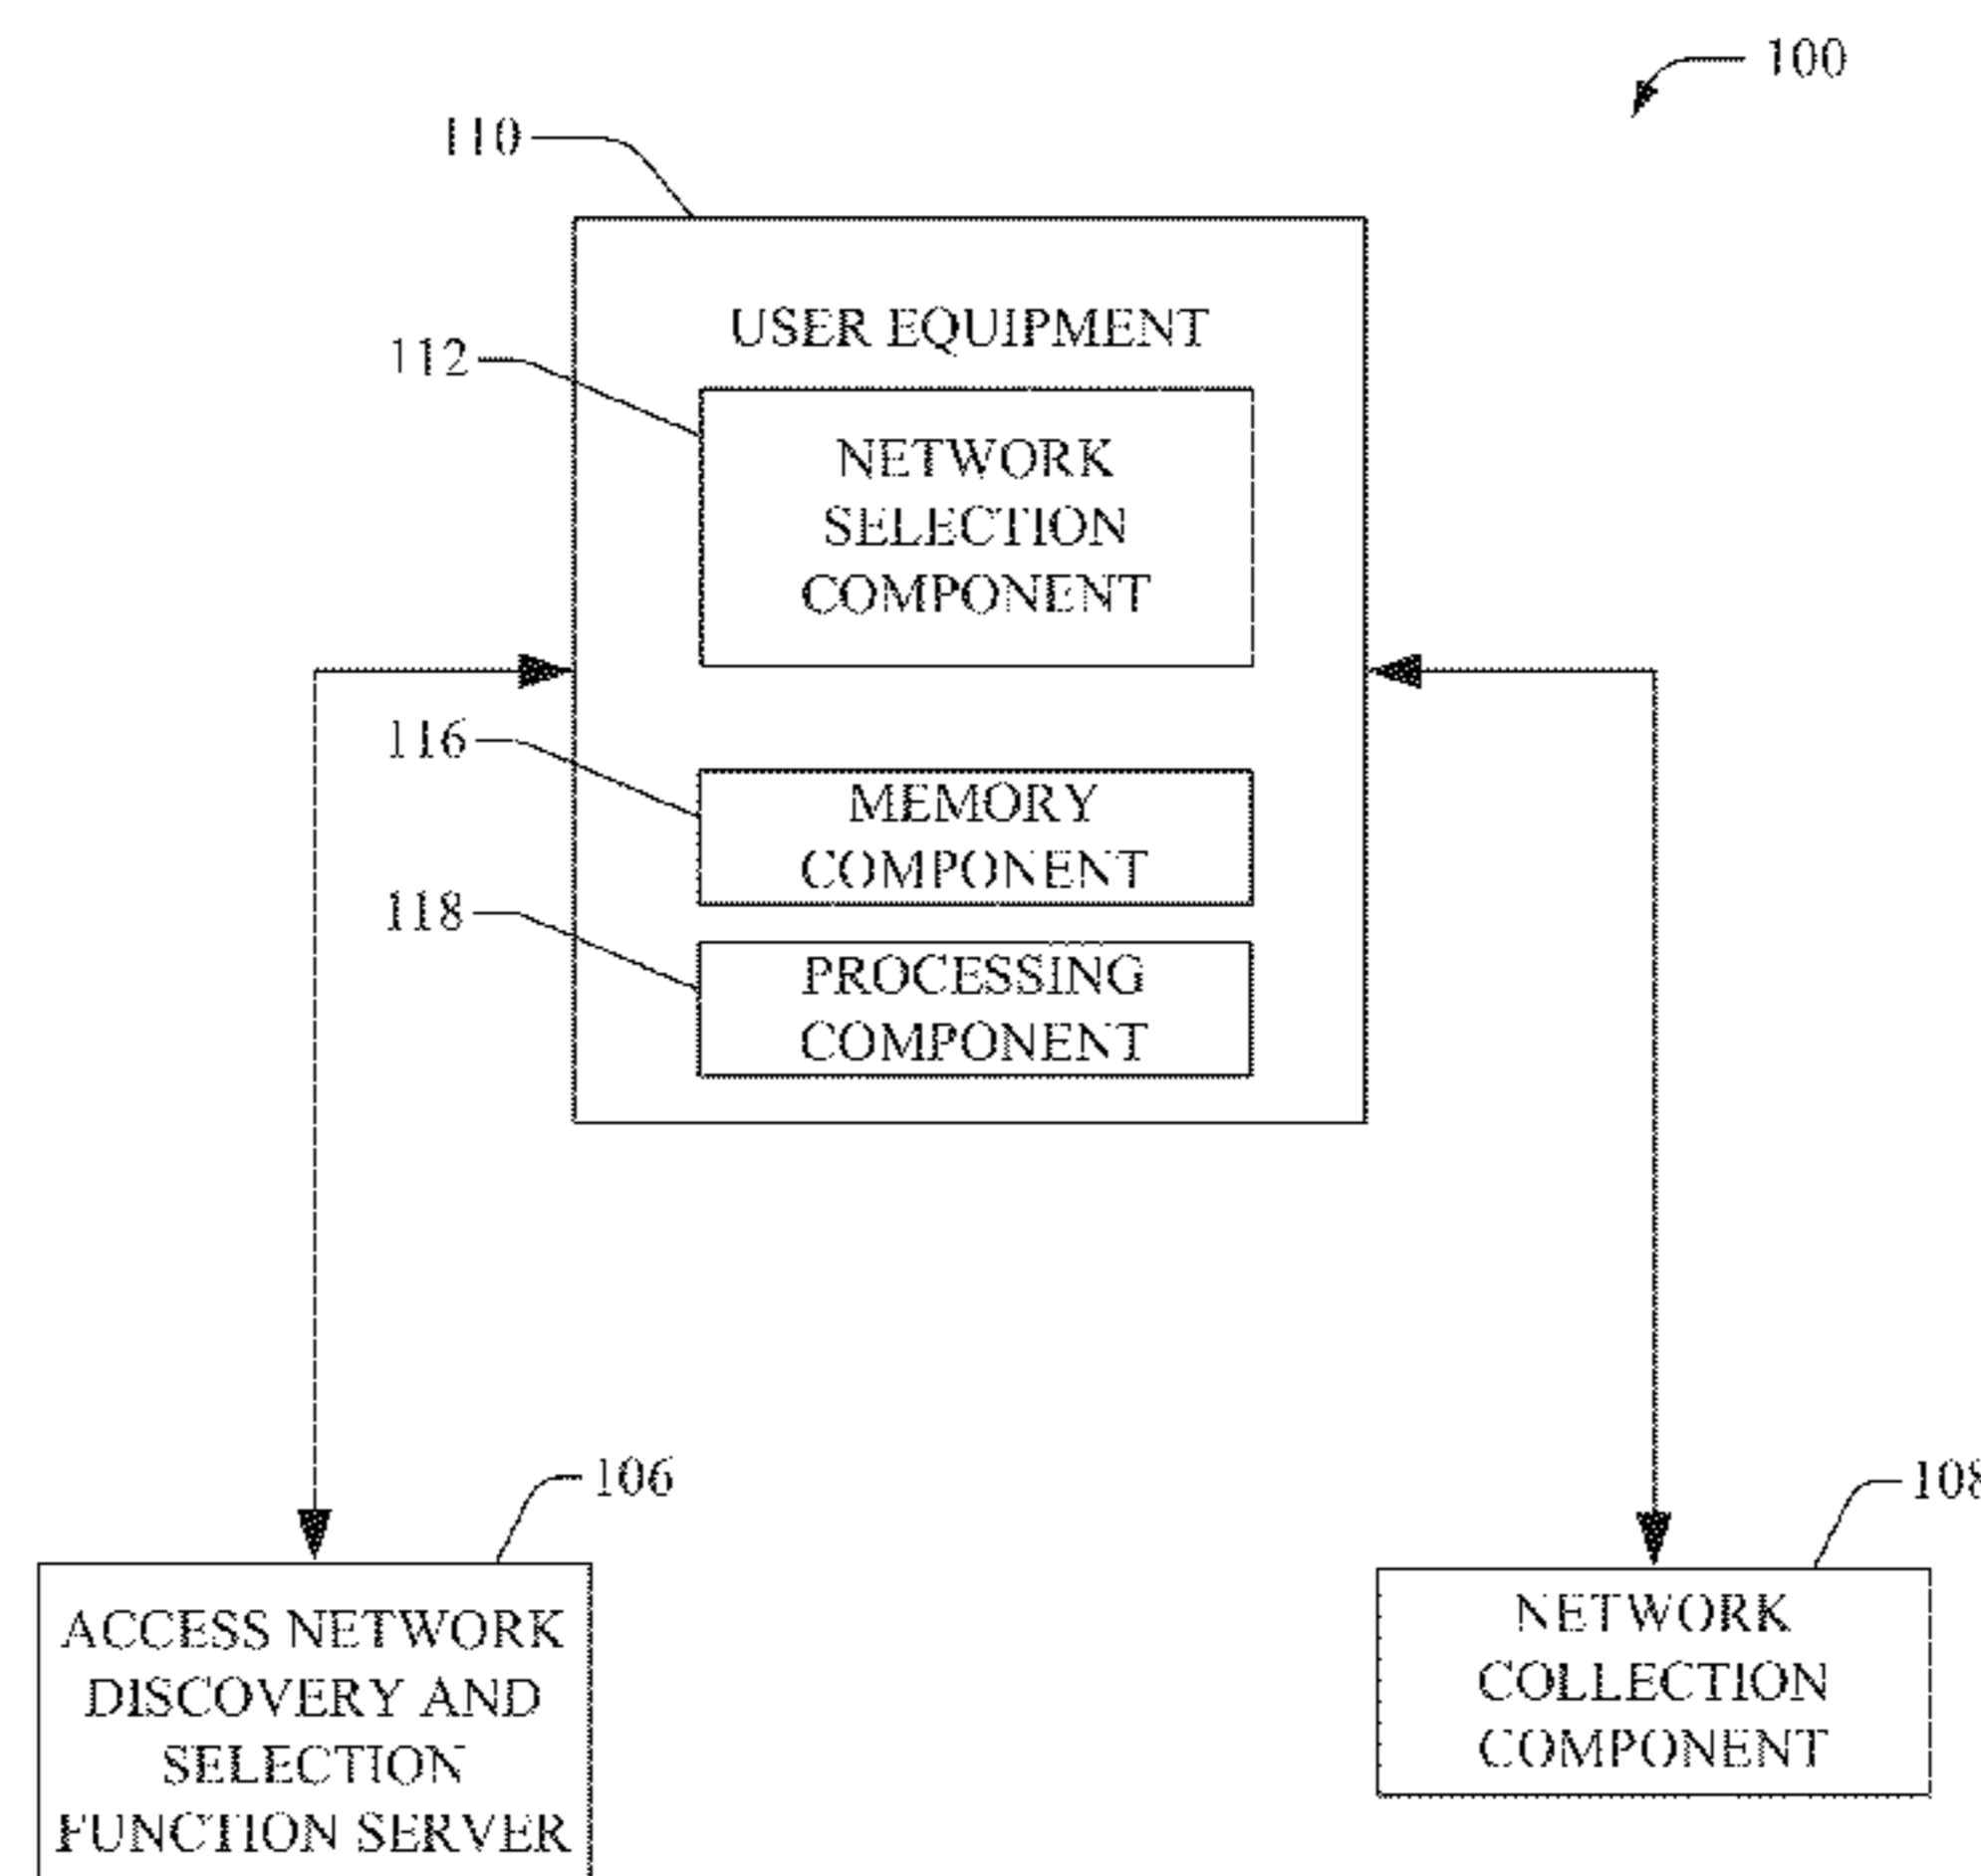 100
110
USER EQUIPMENT
112
NETWORK
SELECTION
COMPONENT
116
MEMORY
COMPONENT
118
PROCESSING
COMPONENT
106
108
ACCESS NETWORK
DISCOVERY AND
SELECTION
FUNCTION SERVER
NETWORK
COLLECTION
COMPONENT